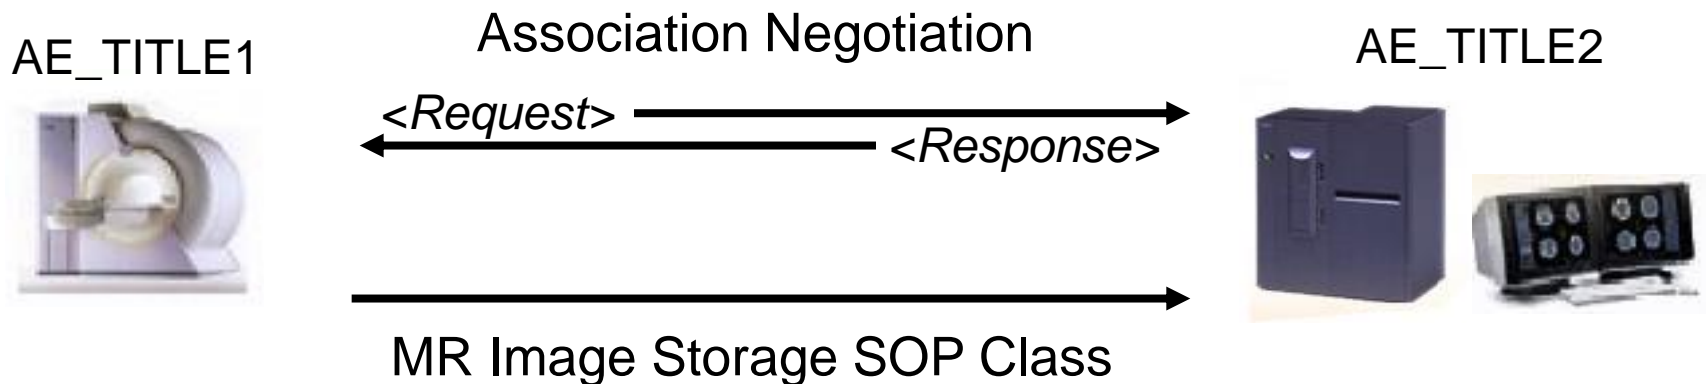 Association Negotiation
AE_TITLE1
AE_TITLE2
<Request>
<Response>
MR Image Storage SOP Class